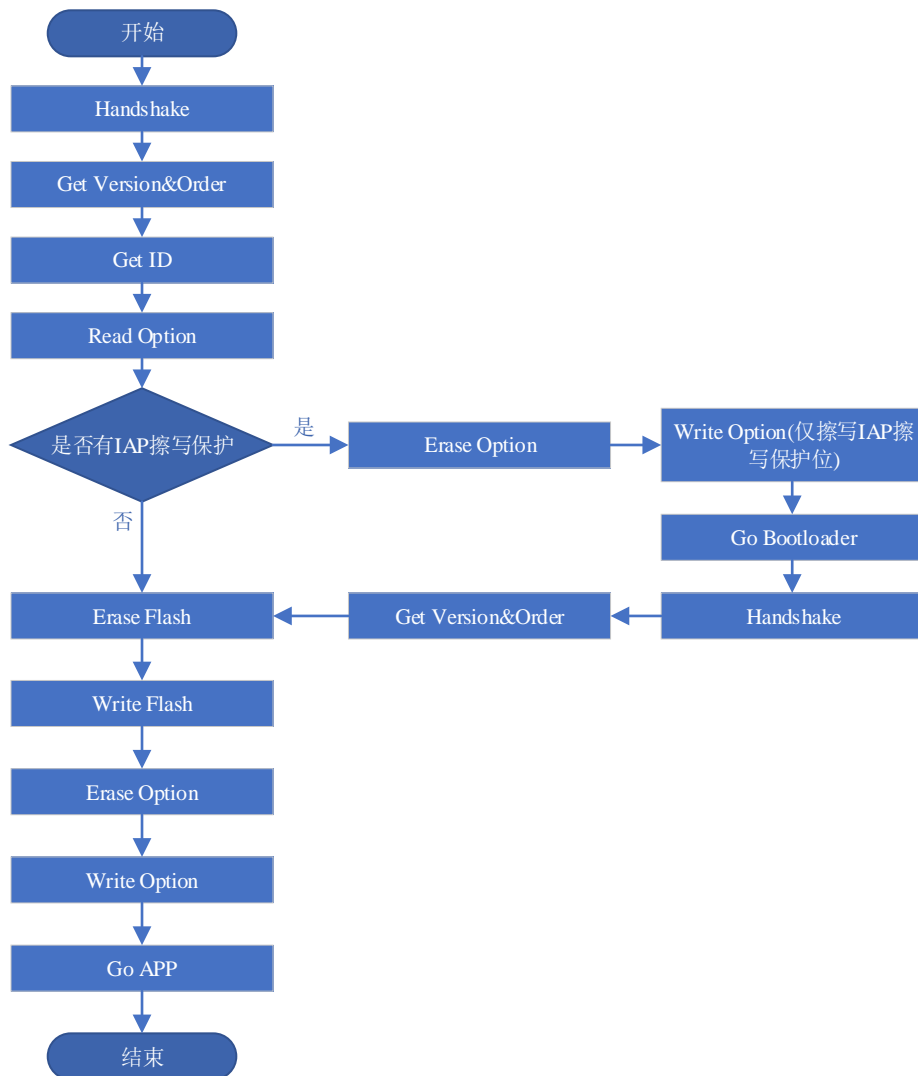 开始
Handshake
Get Version&Order
Get ID
Read Option
是否有IAP擦写保护
是
Erase Option
Write Option(仅擦写IAP擦
写保护位)
Go Bootloader
Handshake
Get Version&Order
否
Erase Flash
Write Flash
Erase Option
Write Option
Go APP
结束